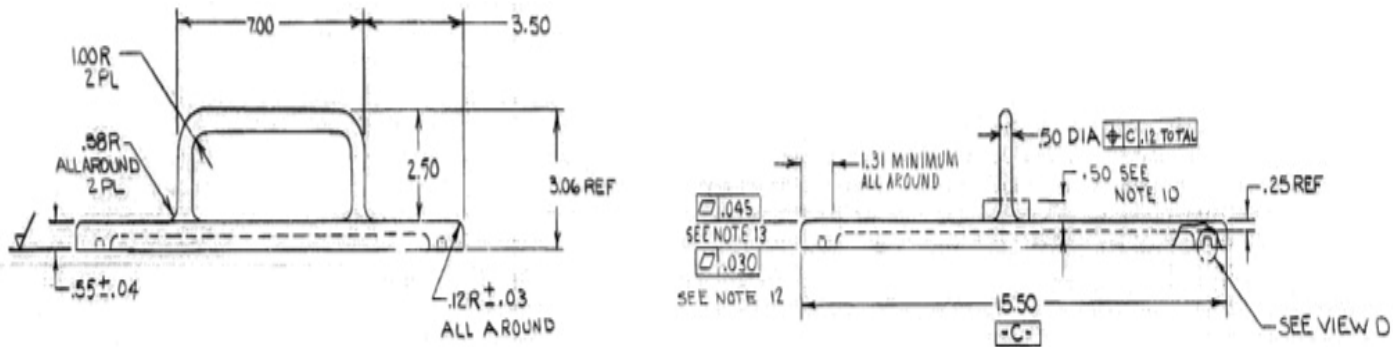 7.00
3.50
1.00R
2 PL
.38R
ALL AROUND
2 PL
2.50
3.06 REF
.55±.04
.12R±.03
ALL AROUND
.50 DIA ⌖ C .12 TOTAL
1.31 MINIMUM
ALL AROUND
.50 SEE
NOTE 10
.25 REF
⏥ .045
SEE NOTE 13
⏥ .030
SEE NOTE 12
15.50
-C-
SEE VIEW D